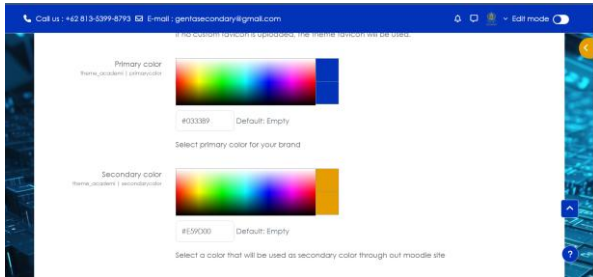 Call us : +62 813-5399-8793 E-mail : gentasecondary@gmail.com Edit mode
If no custom favicon is uploaded, the theme favicon will be used.
Primary color
theme_academi | primarycolor
#0333B9 Default: Empty
Select primary color for your brand
Secondary color
theme_academi | secondarycolor
#E59D00 Default: Empty
Select a color that will be used as secondary color through out moodle site
?